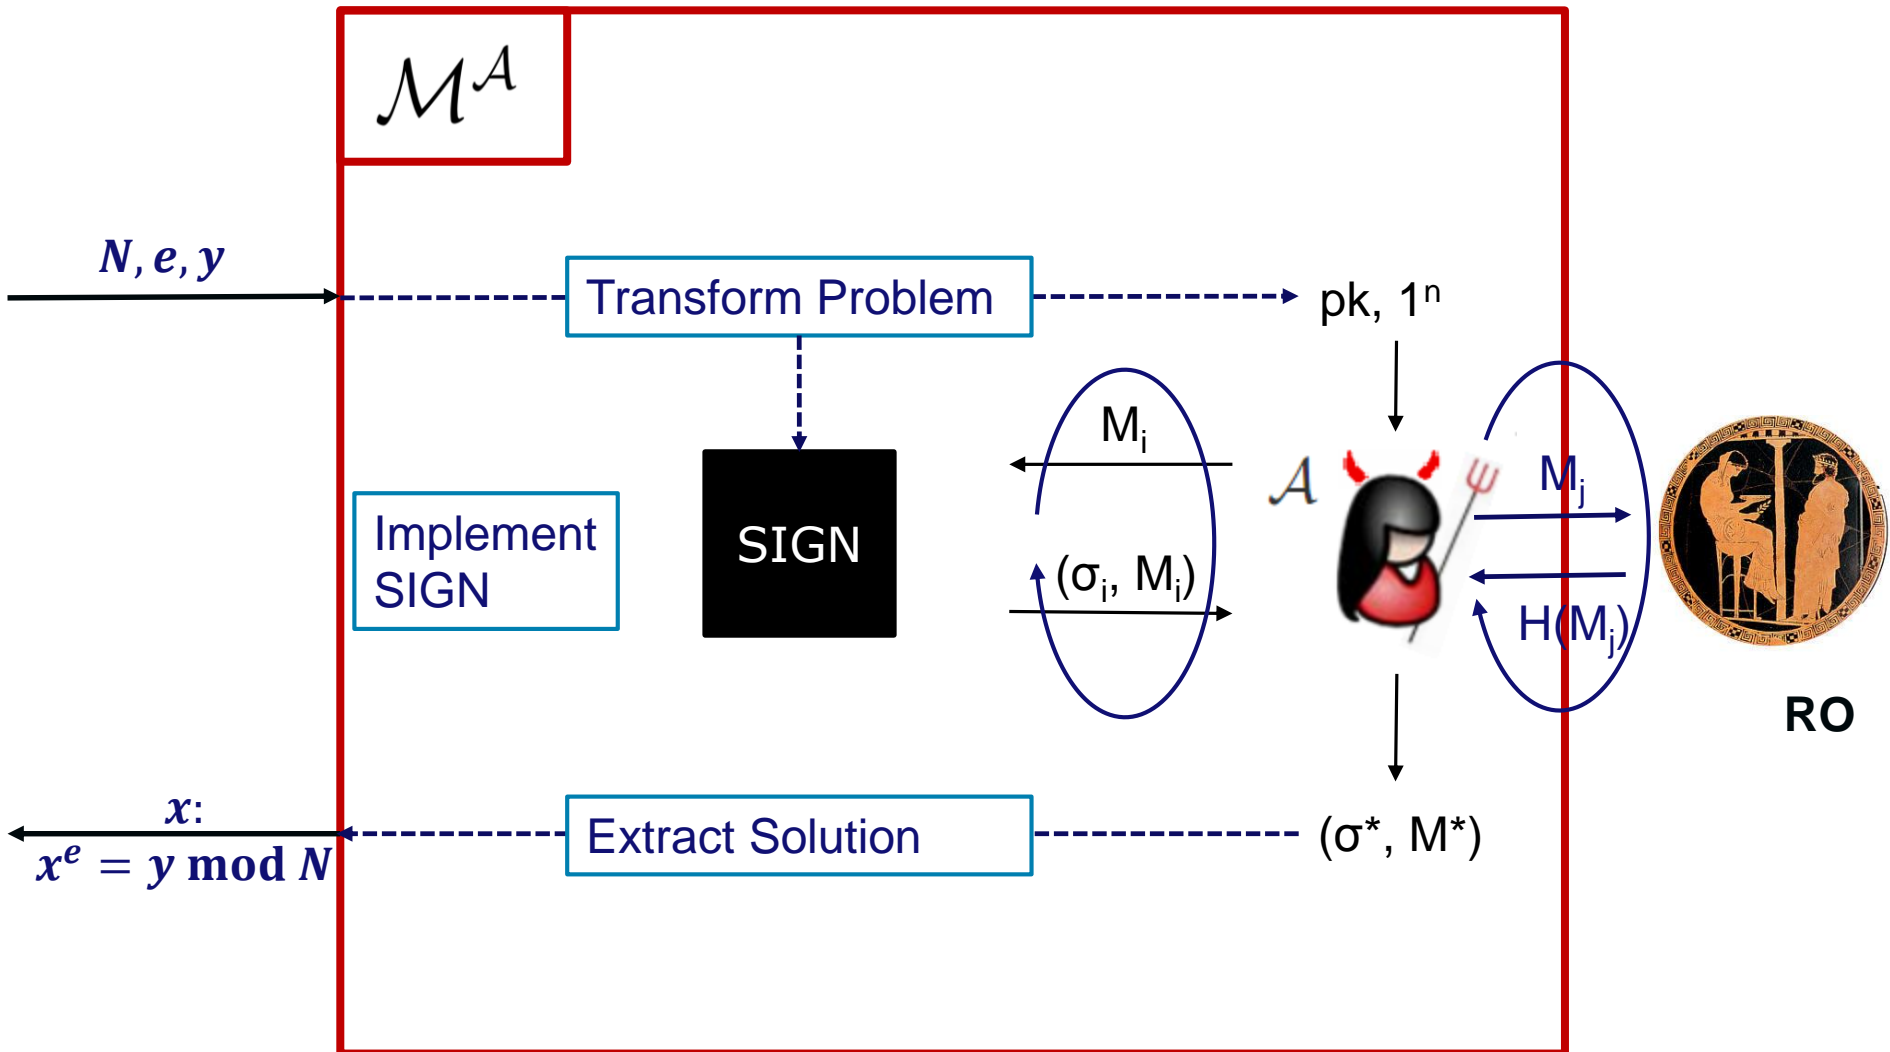 ℳ^𝒜
N, e, y
Transform Problem
pk, 1ⁿ
Mᵢ
𝒜
Mⱼ
Implement
SIGN
SIGN
(σᵢ, Mᵢ)
H(Mⱼ)
RO
x:
xᵉ = y mod N
Extract Solution
(σ*, M*)